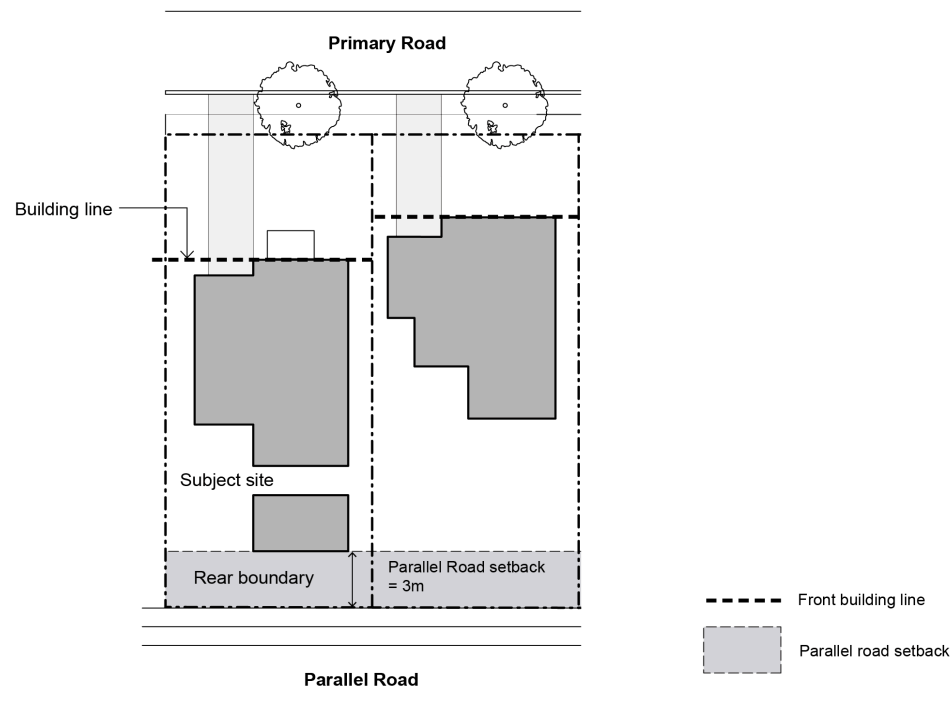 Primary Road
Building line
Subject site
Rear boundary
Parallel Road setback
= 3m
Front building line
Parallel road setback
Parallel Road